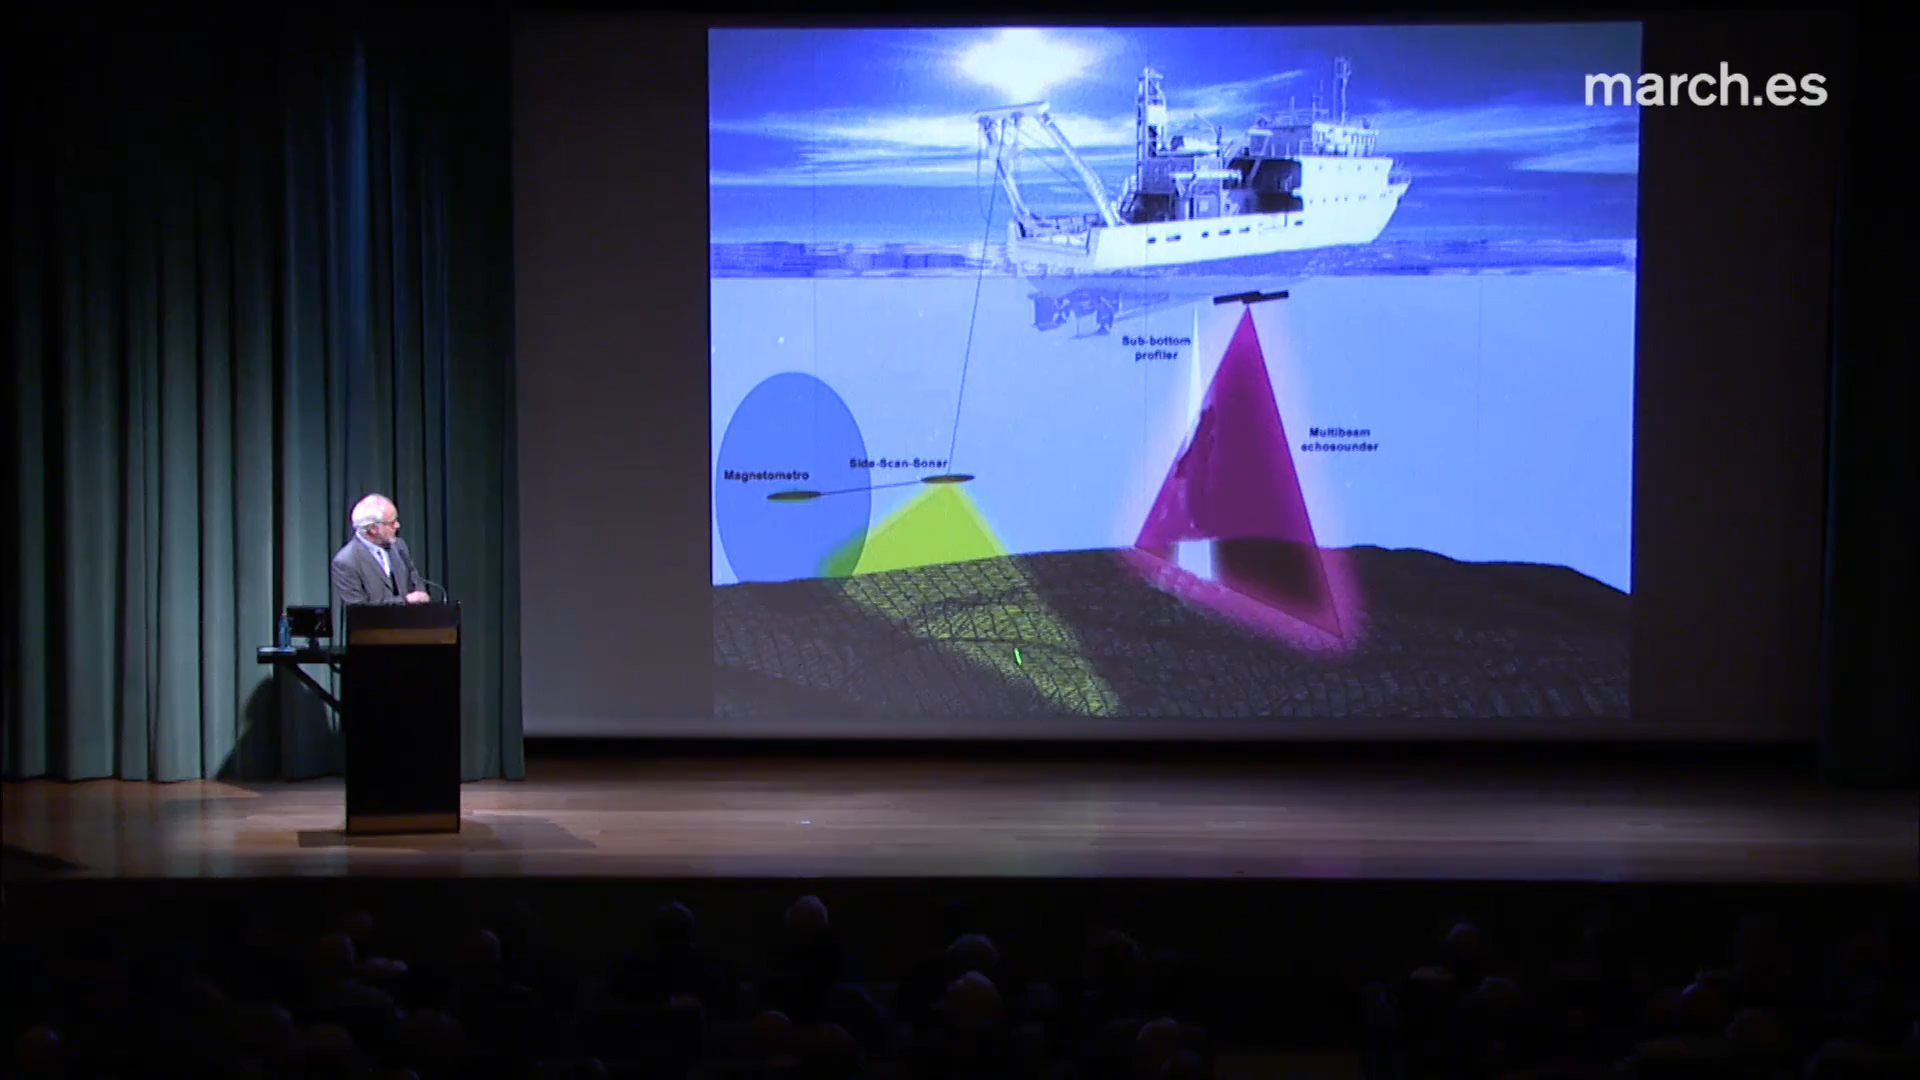 march.es
Sub-bottom
profiler
Multibeam
echosounder
Side-Scan-Sonar
Magnetometro